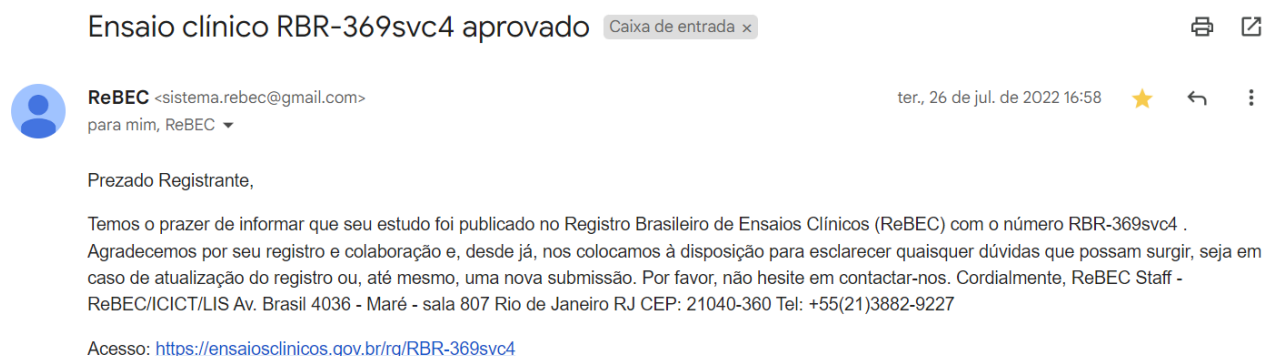 Ensaio clínico RBR-369svc4 aprovado Caixa de entrada ×
ReBEC <sistema.rebec@gmail.com> ter., 26 de jul. de 2022 16:58
para mim, ReBEC
Prezado Registrante,
Temos o prazer de informar que seu estudo foi publicado no Registro Brasileiro de Ensaios Clínicos (ReBEC) com o número RBR-369svc4 .
Agradecemos por seu registro e colaboração e, desde já, nos colocamos à disposição para esclarecer quaisquer dúvidas que possam surgir, seja em
caso de atualização do registro ou, até mesmo, uma nova submissão. Por favor, não hesite em contactar-nos. Cordialmente, ReBEC Staff -
ReBEC/ICICT/LIS Av. Brasil 4036 - Maré - sala 807 Rio de Janeiro RJ CEP: 21040-360 Tel: +55(21)3882-9227
Acesso: https://ensaiosclinicos.gov.br/rg/RBR-369svc4